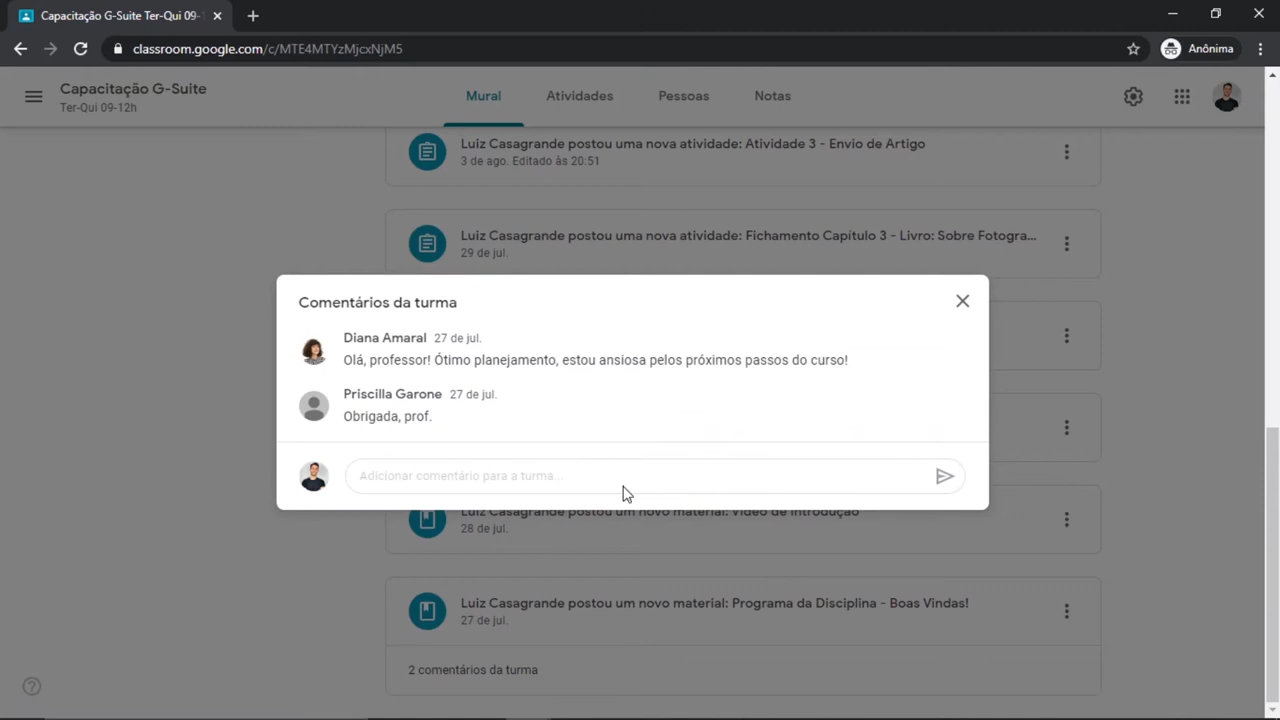 Capacitação G-Suite Ter-Qui 09-1
classroom.google.com/c/MTE4MTYzMjcxNjM5
Anônima
Capacitação G-Suite
Ter-Qui 09-12h
Mural
Atividades
Pessoas
Notas
Luiz Casagrande postou uma nova atividade: Atividade 3 - Envio de Artigo
3 de ago. Editado às 20:51
Luiz Casagrande postou uma nova atividade: Fichamento Capítulo 3 - Livro: Sobre Fotogra...
29 de jul.
Comentários da turma
Diana Amaral 27 de jul.
Olá, professor! Ótimo planejamento, estou ansiosa pelos próximos passos do curso!
Priscilla Garone 27 de jul.
Obrigada, prof.
Adicionar comentário para a turma...
Luiz Casagrande postou um novo material: Vídeo de Introdução
28 de jul.
Luiz Casagrande postou um novo material: Programa da Disciplina - Boas Vindas!
27 de jul.
2 comentários da turma